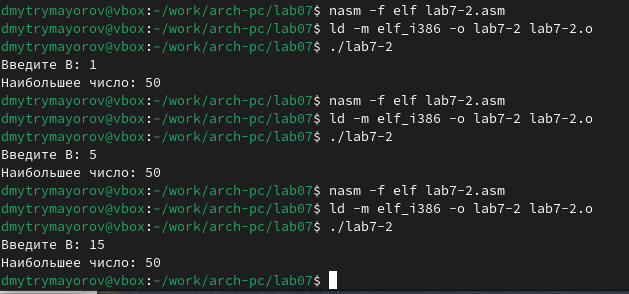 dmytrymayorov@vbox:~/work/arch-pc/lab07$ nasm -f elf lab7-2.asm
dmytrymayorov@vbox:~/work/arch-pc/lab07$ ld -m elf_i386 -o lab7-2 lab7-2.o
dmytrymayorov@vbox:~/work/arch-pc/lab07$ ./lab7-2
Введите B: 1
Наибольшее число: 50
dmytrymayorov@vbox:~/work/arch-pc/lab07$ nasm -f elf lab7-2.asm
dmytrymayorov@vbox:~/work/arch-pc/lab07$ ld -m elf_i386 -o lab7-2 lab7-2.o
dmytrymayorov@vbox:~/work/arch-pc/lab07$ ./lab7-2
Введите B: 5
Наибольшее число: 50
dmytrymayorov@vbox:~/work/arch-pc/lab07$ nasm -f elf lab7-2.asm
dmytrymayorov@vbox:~/work/arch-pc/lab07$ ld -m elf_i386 -o lab7-2 lab7-2.o
dmytrymayorov@vbox:~/work/arch-pc/lab07$ ./lab7-2
Введите B: 15
Наибольшее число: 50
dmytrymayorov@vbox:~/work/arch-pc/lab07$